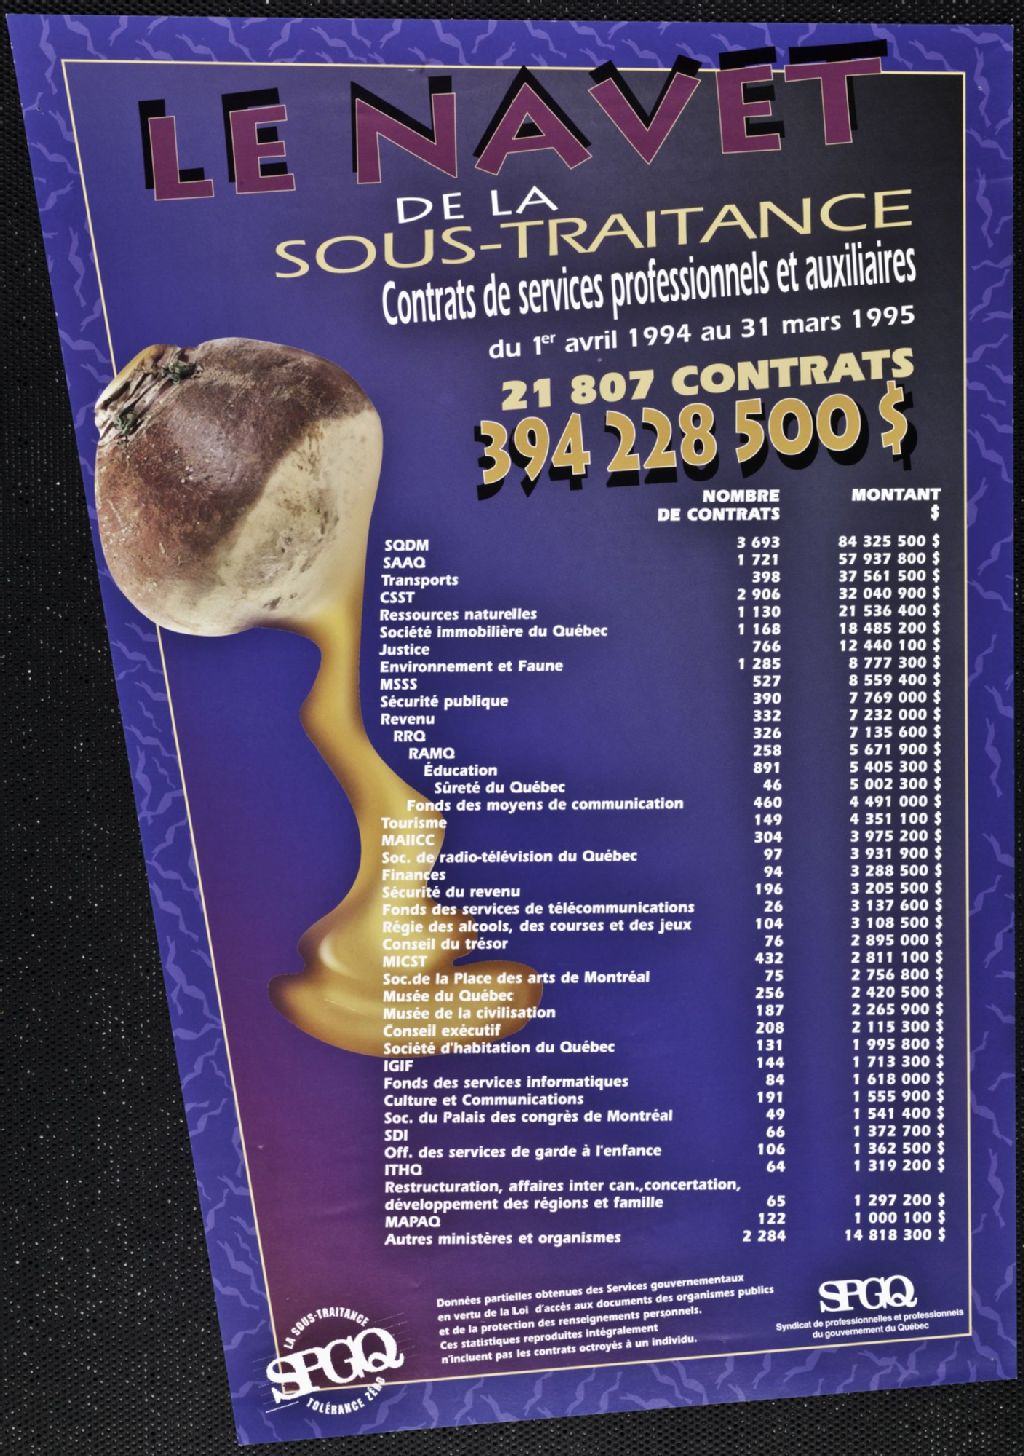 LE NAVET
DE LA
SOUS-TRAITANCE
Contrats de services professionnels et auxiliaires
du 1er avril 1994 au 31 mars 1995
21 807 CONTRATS
394 228 500 $
NOMBRE MONTANT
DE CONTRATS $
SQDM 3 693 84 325 500 $
SAAQ 1 721 57 937 800 $
Transports 398 37 561 500 $
CSST 2 906 32 040 900 $
Ressources naturelles 1 130 21 536 400 $
Société immobilière du Québec 1 168 18 485 200 $
Justice 766 12 440 100 $
Environnement et Faune 1 285 8 777 300 $
MSSS 527 8 559 400 $
Sécurité publique 390 7 769 000 $
Revenu 332 7 232 000 $
RRQ 326 7 135 600 $
RAMQ 258 5 671 900 $
Éducation 891 5 405 300 $
Sûreté du Québec 46 5 002 300 $
Fonds des moyens de communication 460 4 491 000 $
Tourisme 149 4 351 100 $
MAIICC 304 3 975 200 $
Soc. de radio-télévision du Québec 97 3 931 900 $
Finances 94 3 288 500 $
Sécurité du revenu 196 3 205 500 $
Fonds des services de télécommunications 26 3 137 600 $
Régie des alcools, des courses et des jeux 104 3 108 500 $
Conseil du trésor 76 2 895 000 $
MICST 432 2 811 100 $
Soc.de la Place des arts de Montréal 75 2 756 800 $
Musée du Québec 256 2 420 500 $
Musée de la civilisation 187 2 265 900 $
Conseil exécutif 208 2 115 300 $
Société d'habitation du Québec 131 1 995 800 $
IGIF 144 1 713 300 $
Fonds des services informatiques 84 1 618 000 $
Culture et Communications 191 1 555 900 $
Soc. du Palais des congrès de Montréal 49 1 541 400 $
SDI 66 1 372 700 $
Off. des services de garde à l'enfance 106 1 362 500 $
ITHQ 64 1 319 200 $
Restructuration, affaires inter can.,concertation,
développement des régions et famille 65 1 297 200 $
MAPAQ 122 1 000 100 $
Autres ministères et organismes 2 284 14 818 300 $
Données partielles obtenues des Services gouvernementaux
en vertu de la Loi d'accès aux documents des organismes publics
et de la protection des renseignements personnels.
Ces statistiques reproduites intégralement
n'incluent pas les contrats octroyés à un individu.
SPGQ
Syndicat de professionnelles et professionnels
du gouvernement du Québec
LA SOUS-TRAITANCE
SPGQ
TOLÉRANCE ZÉRO